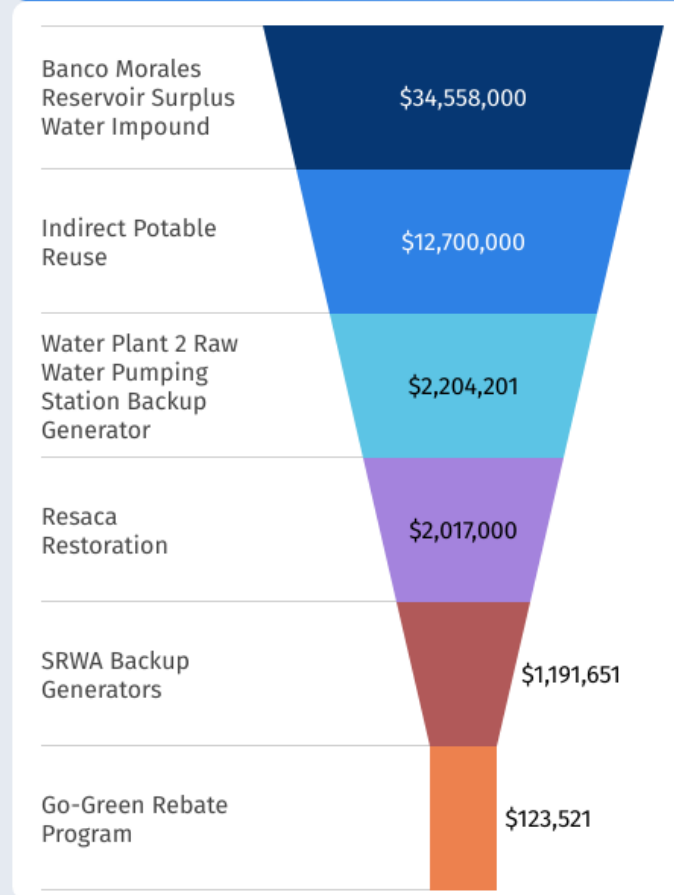 Banco Morales
Reservoir Surplus
Water Impound
$34,558,000
Indirect Potable
Reuse
$12,700,000
Water Plant 2 Raw
Water Pumping
Station Backup
Generator
$2,204,201
Resaca
Restoration
$2,017,000
SRWA Backup
Generators
$1,191,651
Go-Green Rebate
Program
$123,521